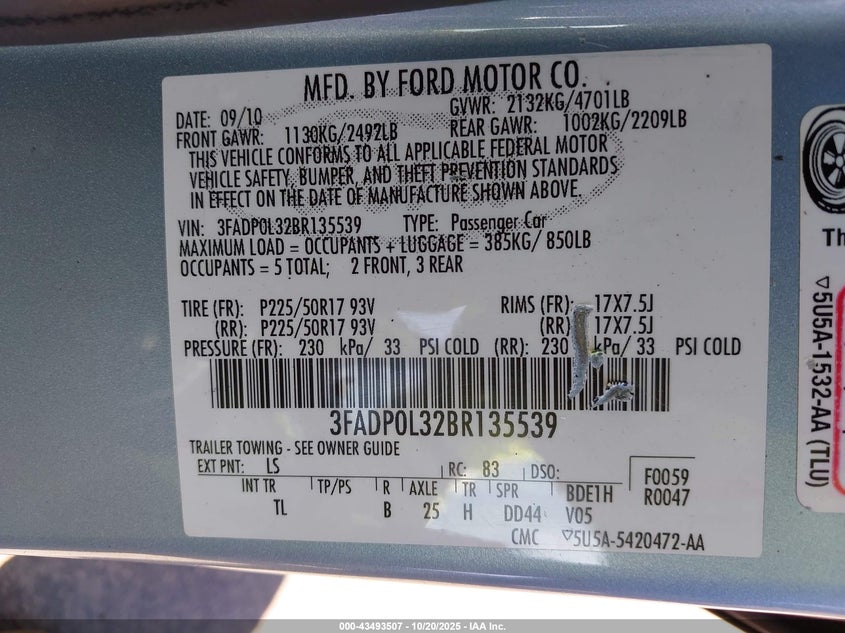 MFD. BY FORD MOTOR CO.
DATE: 09/10 GVWR: 2132KG/4701LB
FRONT GAWR: 1130KG/2492LB REAR GAWR: 1002KG/2209LB
THIS VEHICLE CONFORMS TO ALL APPLICABLE FEDERAL MOTOR
VEHICLE SAFETY, BUMPER, AND THEFT PREVENTION STANDARDS
IN EFFECT ON THE DATE OF MANUFACTURE SHOWN ABOVE.
VIN: 3FADP0L32BR135539 TYPE: Passenger Car
MAXIMUM LOAD = OCCUPANTS + LUGGAGE = 385KG/ 850LB
OCCUPANTS = 5 TOTAL; 2 FRONT, 3 REAR
TIRE (FR): P225/50R17 93V RIMS (FR): 17X7.5J
(RR): P225/50R17 93V (RR): 17X7.5J
PRESSURE (FR): 230 kPa/ 33 PSI COLD (RR): 230 kPa/ 33 PSI COLD
3FADP0L32BR135539
TRAILER TOWING - SEE OWNER GUIDE
EXT PNT: LS RC: 83 DSO: F0059
INT TR TP/PS R AXLE TR SPR BDE1H R0047
TL B 25 H DD44 V05
CMC ▽5U5A-5420472-AA
Th
▽5U5A-1532-AA (TLU)
000-43493507 - 10/20/2025 - IAA Inc.